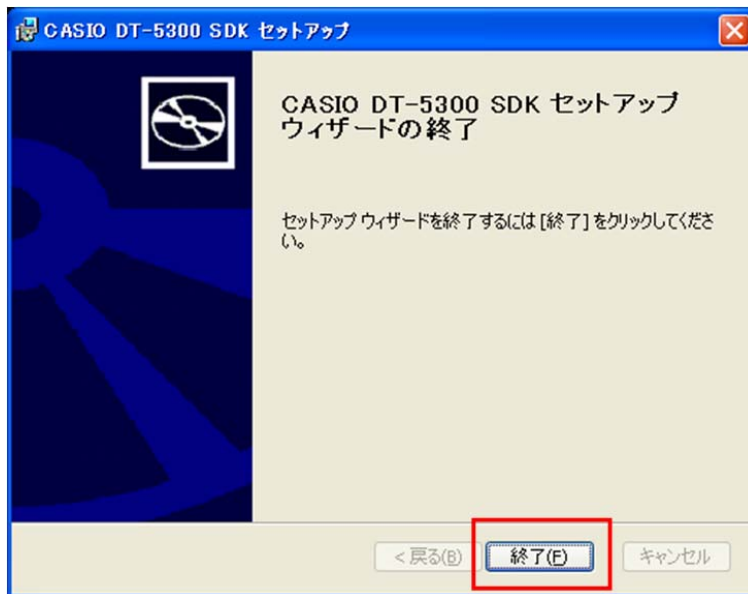 CASIO DT-5300 SDK セットアップ
CASIO DT-5300 SDK セットアップ
ウィザードの終了
セットアップ ウィザードを終了するには [終了] をクリックしてくださ
い。
< 戻る(B) 終了(F) キャンセル